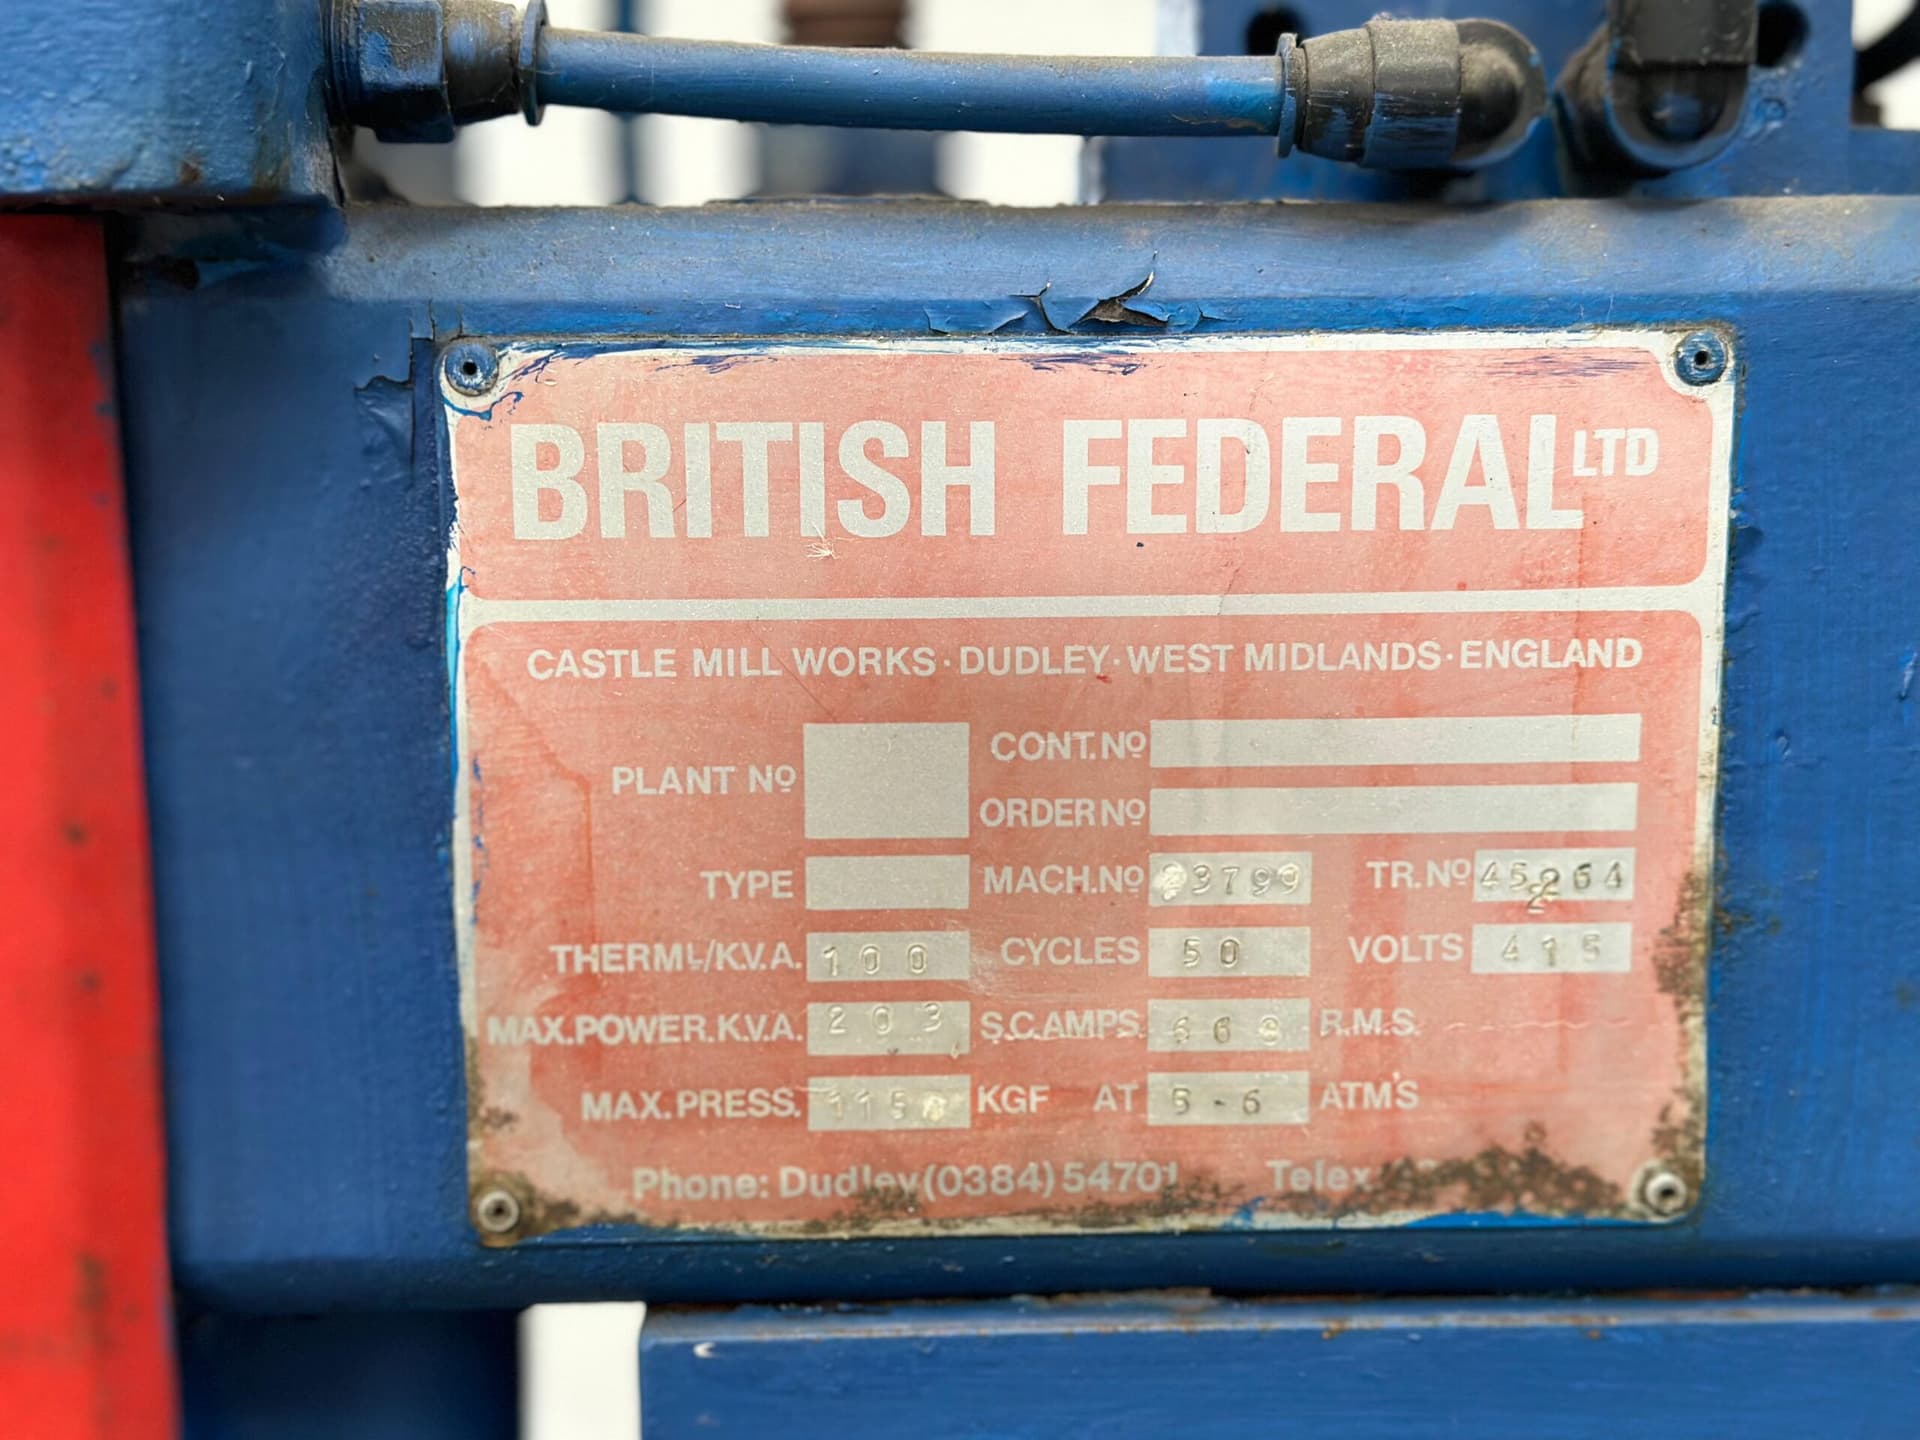 BRITISH FEDERAL LTD
CASTLE MILL WORKS · DUDLEY · WEST MIDLANDS · ENGLAND
PLANT Nº
CONT. Nº
ORDER Nº
TYPE
MACH. Nº 23799 TR. Nº
THERML/K.V.A. 100 CYCLES 50 VOLTS 415
MAX. POWER. K.V.A. 203 S.C. AMPS. R.M.S.
MAX. PRESS. KGF AT 5-6 ATM'S
Phone: Dudley (0384) 54701 Telex